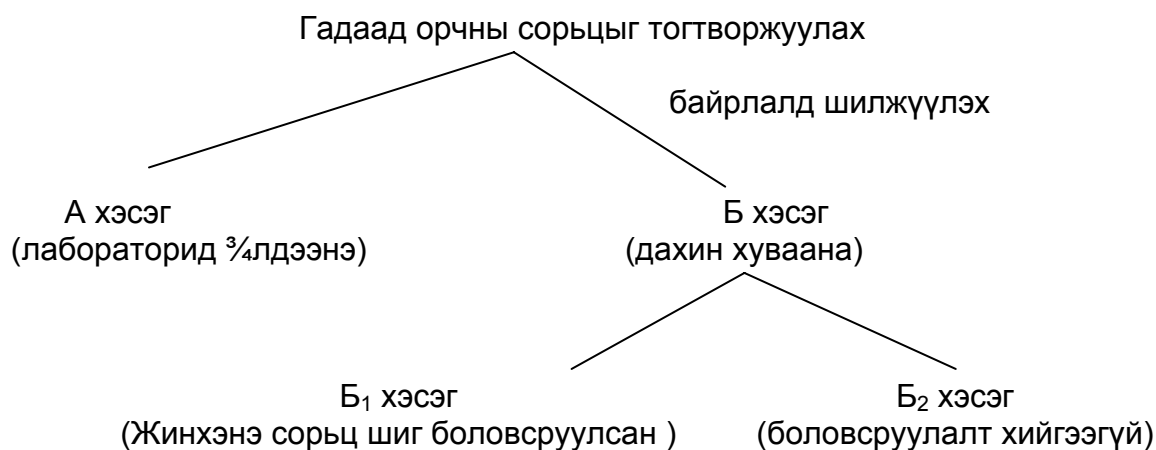 Гадаад орчны сорьцыг тогтворжуулах
байрлалд шилжүүлэх
А хэсэг
(лабораторид ¾лдээнэ)
Б хэсэг
(дахин хуваана)
Б₁ хэсэг
(Жинхэнэ сорьц шиг боловсруулсан )
Б₂ хэсэг
(боловсруулалт хийгээгүй)